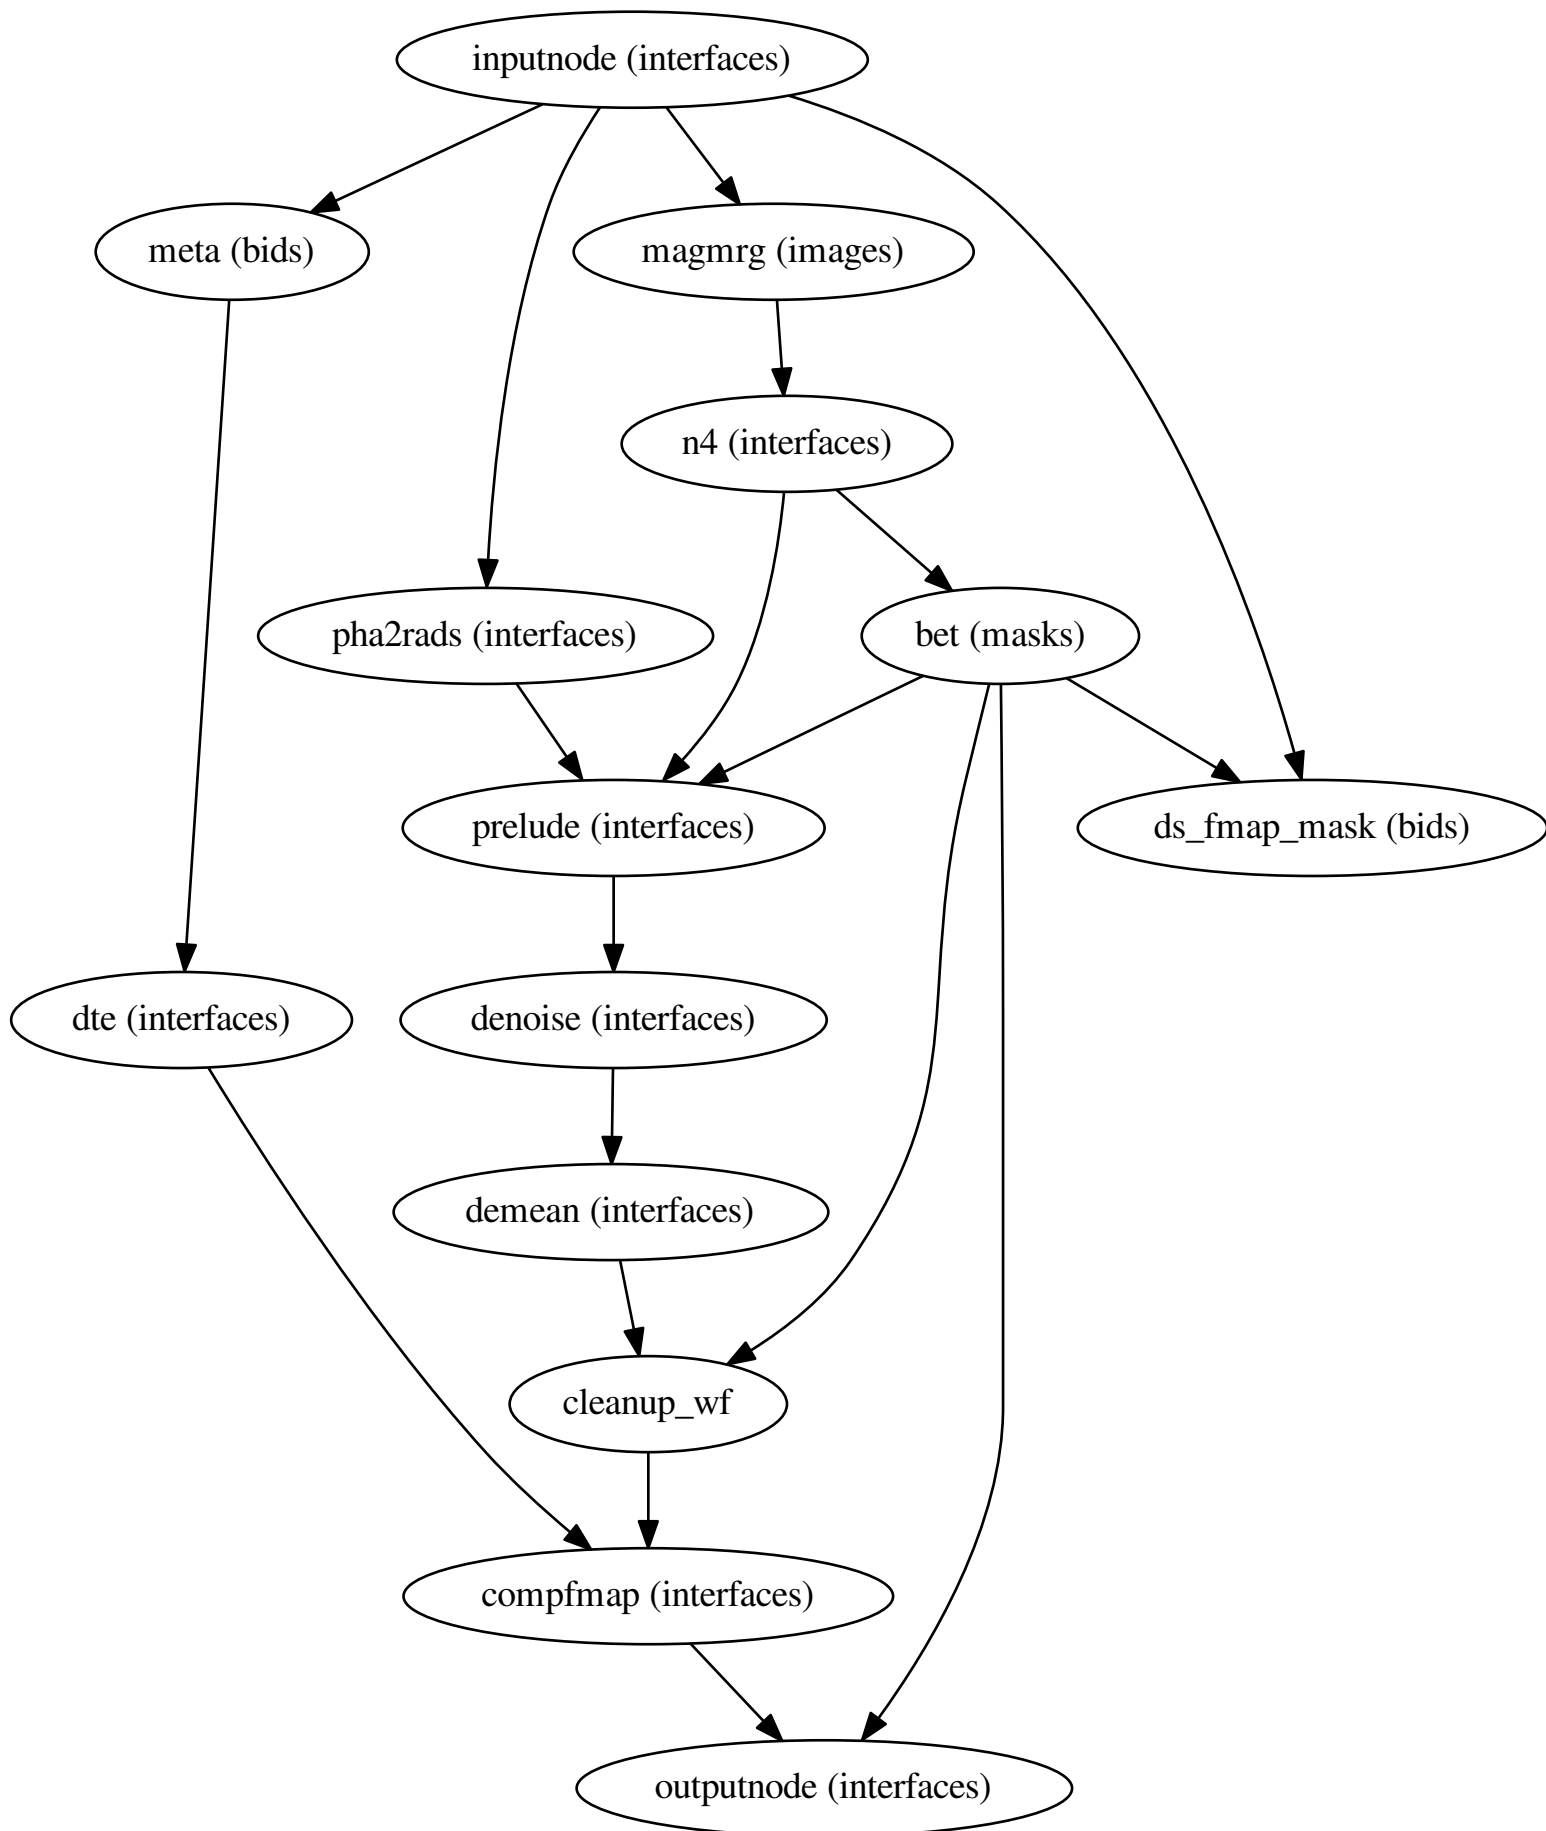 inputnode (interfaces)
meta (bids)
magmrg (images)
n4 (interfaces)
pha2rads (interfaces)
bet (masks)
prelude (interfaces)
ds_fmap_mask (bids)
dte (interfaces)
denoise (interfaces)
demean (interfaces)
cleanup_wf
compfmap (interfaces)
outputnode (interfaces)